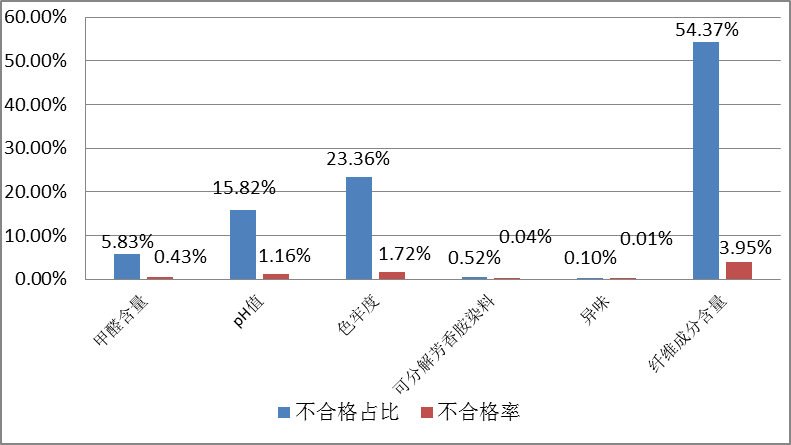 60.00%
50.00%
40.00%
30.00%
20.00%
10.00%
0.00%
5.83%
0.43%
15.82%
1.16%
23.36%
1.72%
0.52%
0.04%
0.10%
0.01%
54.37%
3.95%
甲醛含量
pH值
色牢度
可分解芳香胺染料
异味
纤维成分含量
不合格占比
不合格率